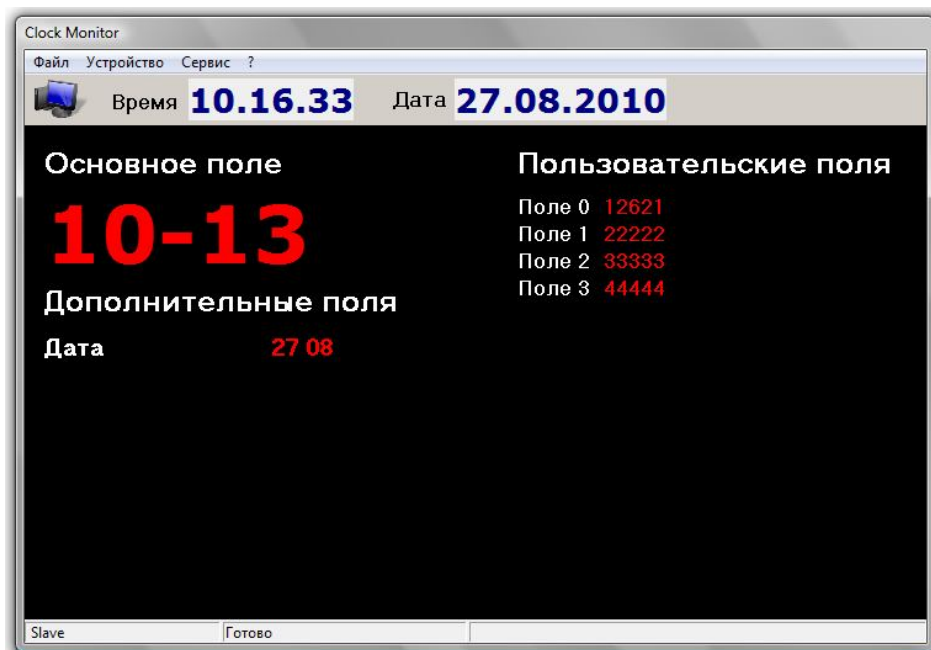 Clock Monitor
Файл Устройство Сервис ?
Время 10.16.33 Дата 27.08.2010
Основное поле
10-13
Дополнительные поля
Дата 27 08
Пользовательские поля
Поле 0 12621
Поле 1 22222
Поле 2 33333
Поле 3 44444
Slave Готово